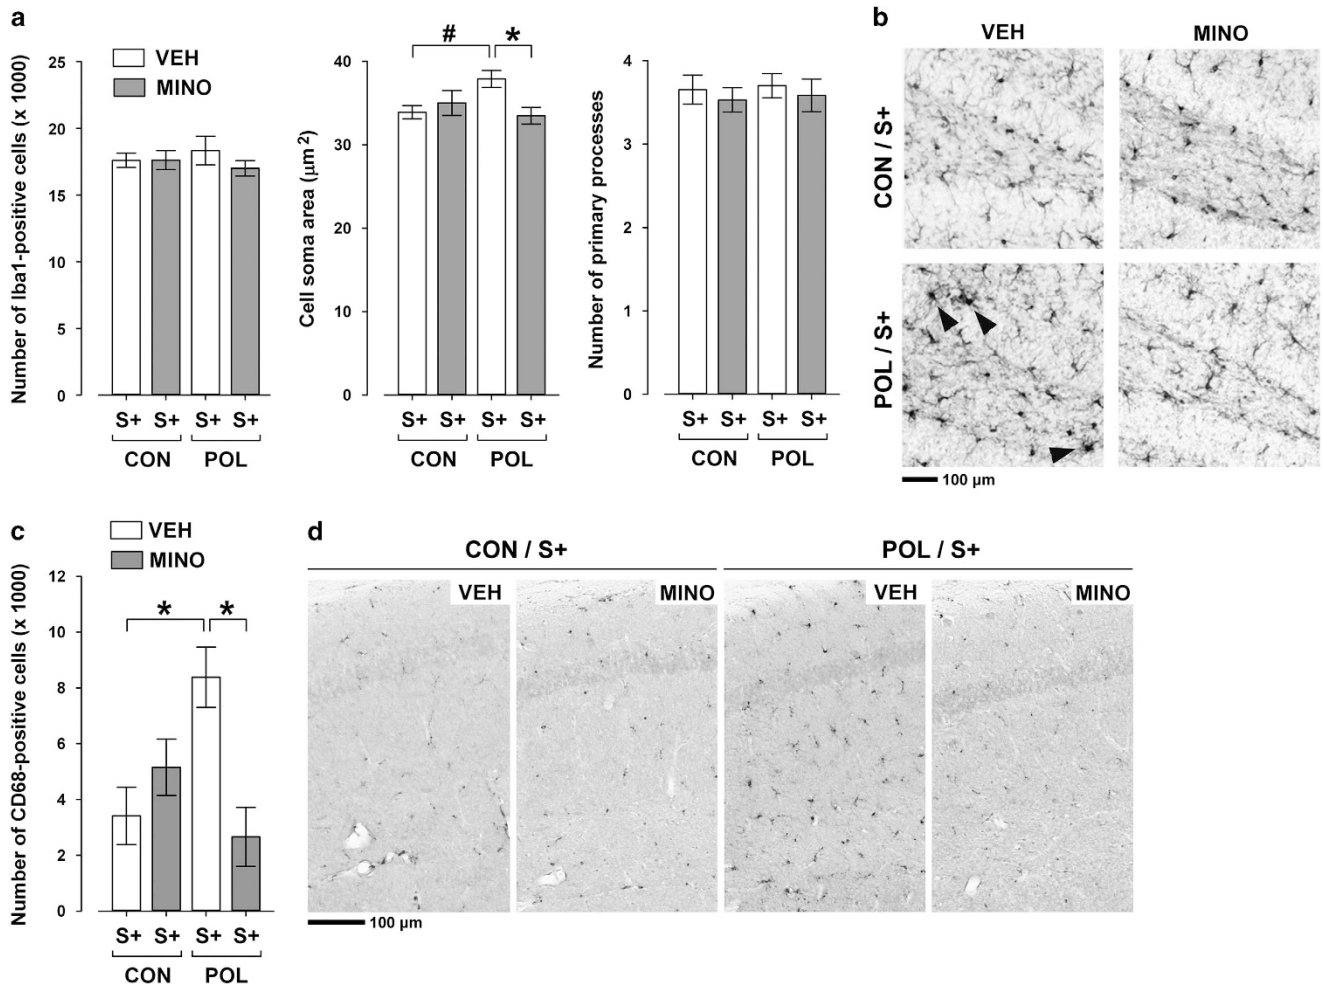 a
VEH
MINO
Number of Iba1-positive cells (x 1000)
25
20
15
10
5
0
S+ S+ S+ S+
CON POL
# *
Cell soma area (µm²)
40
30
20
10
0
S+ S+ S+ S+
CON POL
Number of primary processes
4
3
2
1
0
S+ S+ S+ S+
CON POL
b
VEH MINO
CON / S+
POL / S+
100 µm
c
VEH
MINO
Number of CD68-positive cells (x 1000)
12
10
8
6
4
2
0
* *
S+ S+ S+ S+
CON POL
d
CON / S+ POL / S+
VEH MINO VEH MINO
100 µm